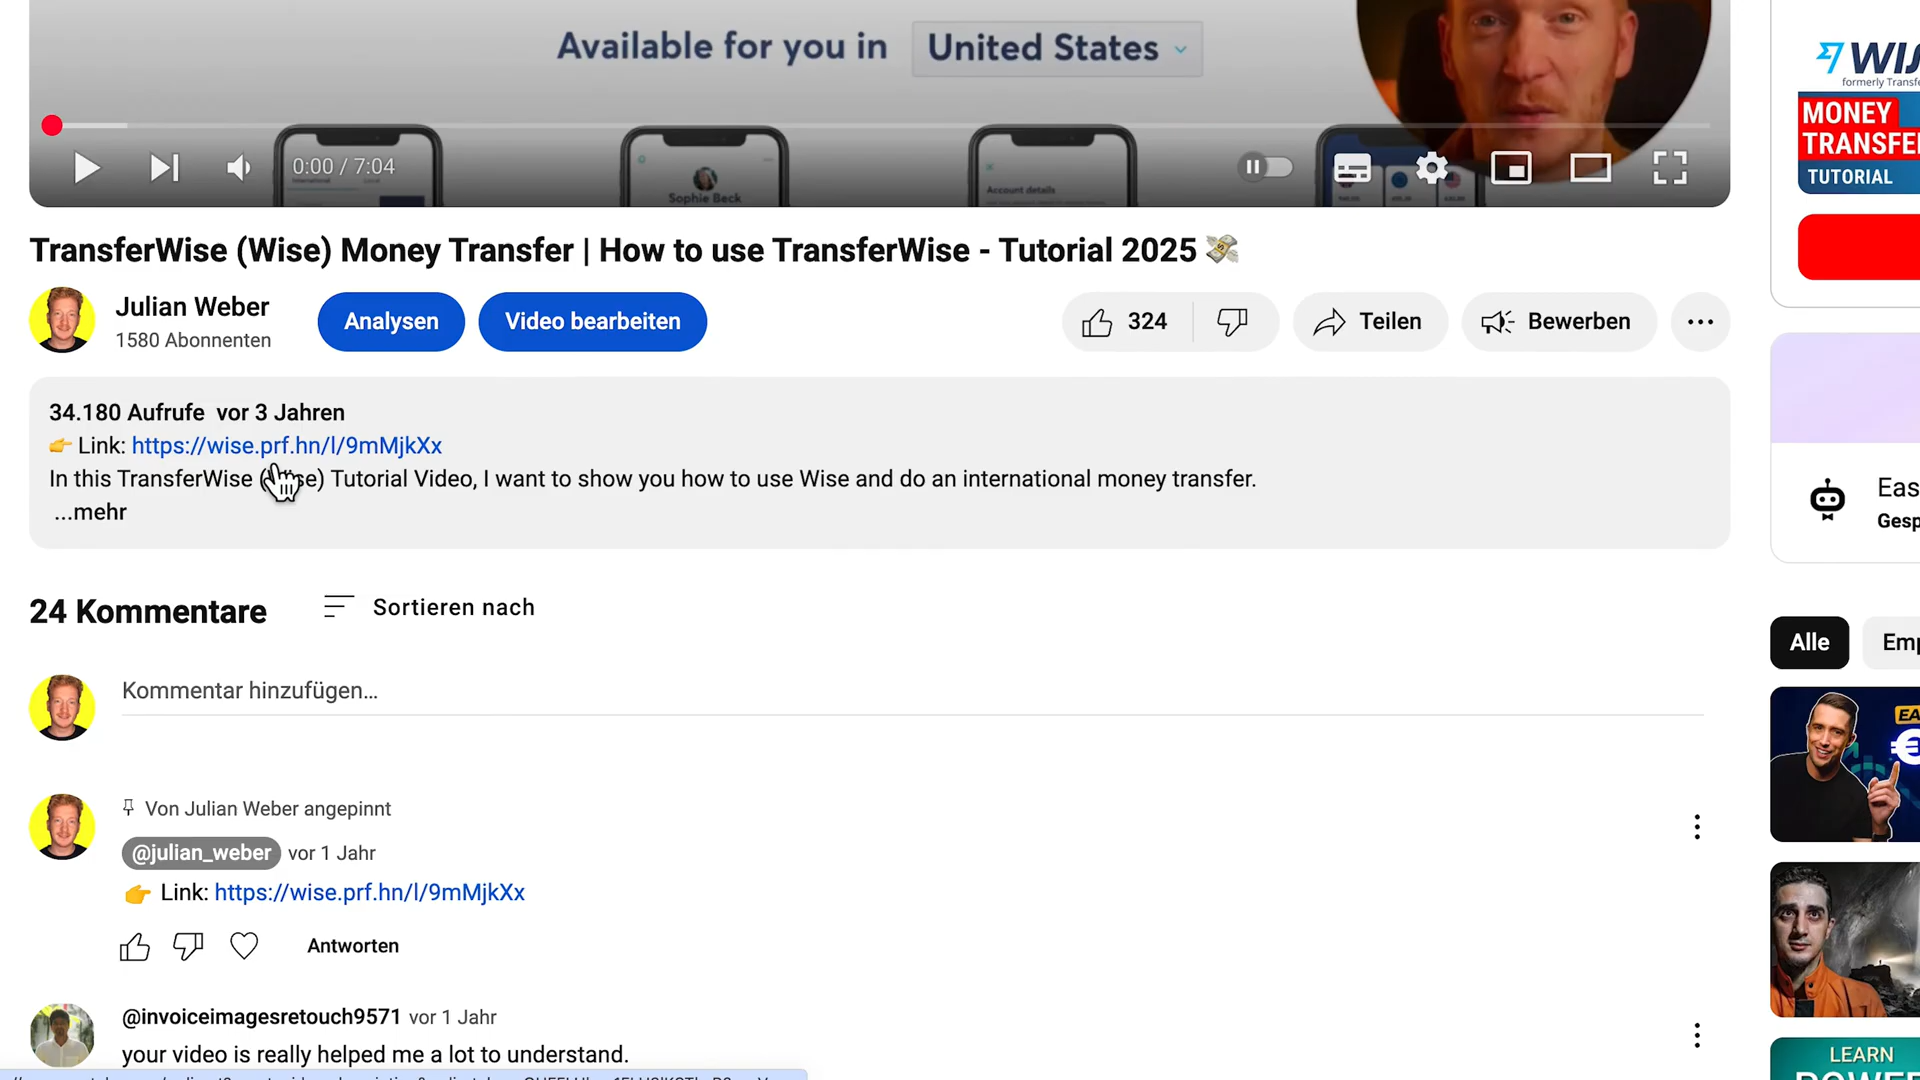 Available for you in United States
0:00 / 7:04
Sophie Beck
Account details
WIS
formerly Transfe
MONEY
TRANSFE
TUTORIAL
TransferWise (Wise) Money Transfer | How to use TransferWise - Tutorial 2025 💸
Julian Weber
1580 Abonnenten
Analysen
Video bearbeiten
324
Teilen
Bewerben
34.180 Aufrufe vor 3 Jahren
👉 Link: https://wise.prf.hn/l/9mMjkXx
In this TransferWise (Wise) Tutorial Video, I want to show you how to use Wise and do an international money transfer.
...mehr
Eas
Gesp
24 Kommentare
Sortieren nach
Alle
Emp
Kommentar hinzufügen...
Von Julian Weber angepinnt
@julian_weber vor 1 Jahr
👉 Link: https://wise.prf.hn/l/9mMjkXx
Antworten
@invoiceimagesretouch9571 vor 1 Jahr
your video is really helped me a lot to understand.
EA
€
LEARN